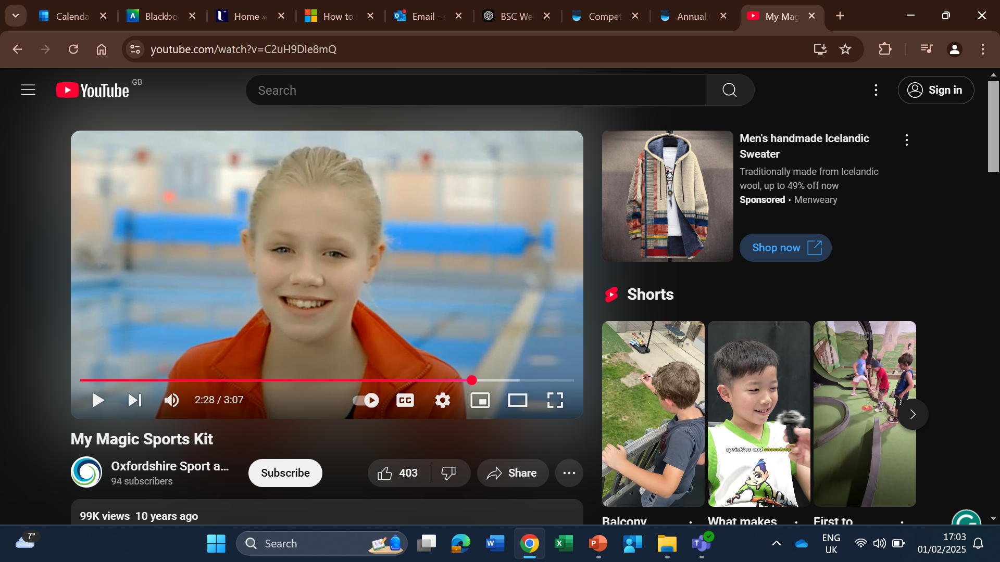 Calenda
Blackbo
Home »
How to
Email -
BSC We
Compet
Annual
My Mag
youtube.com/watch?v=C2uH9Dle8mQ
YouTube GB
Search
Sign in
Men's handmade Icelandic
Sweater
Traditionally made from Icelandic
wool, up to 49% off now
Sponsored · Menweary
Shop now
Shorts
JACK
sprinkles and chocolate
2:28 / 3:07
CC
My Magic Sports Kit
Oxfordshire Sport a...
94 subscribers
Subscribe
403
Share
99K views 10 years ago
Balcony
What makes
First to
7°
Search
ENG
UK
17:03
01/02/2025